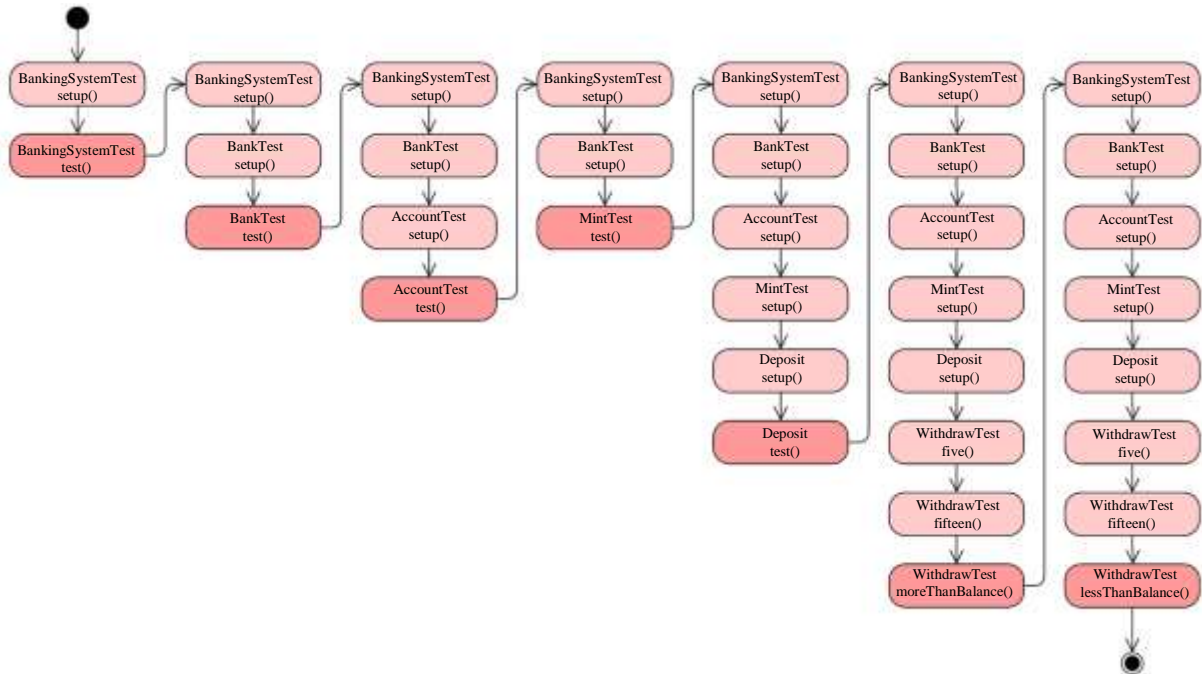 BankingSystemTest
setup()
BankingSystemTest
test()
BankingSystemTest
setup()
BankTest
setup()
BankTest
test()
BankingSystemTest
setup()
BankTest
setup()
AccountTest
setup()
AccountTest
test()
BankingSystemTest
setup()
BankTest
setup()
MintTest
test()
BankingSystemTest
setup()
BankTest
setup()
AccountTest
setup()
MintTest
setup()
Deposit
setup()
Deposit
test()
BankingSystemTest
setup()
BankTest
setup()
AccountTest
setup()
MintTest
setup()
Deposit
setup()
WithdrawTest
five()
WithdrawTest
fifteen()
WithdrawTest
moreThanBalance()
BankingSystemTest
setup()
BankTest
setup()
AccountTest
setup()
MintTest
setup()
Deposit
setup()
WithdrawTest
five()
WithdrawTest
fifteen()
WithdrawTest
lessThanBalance()